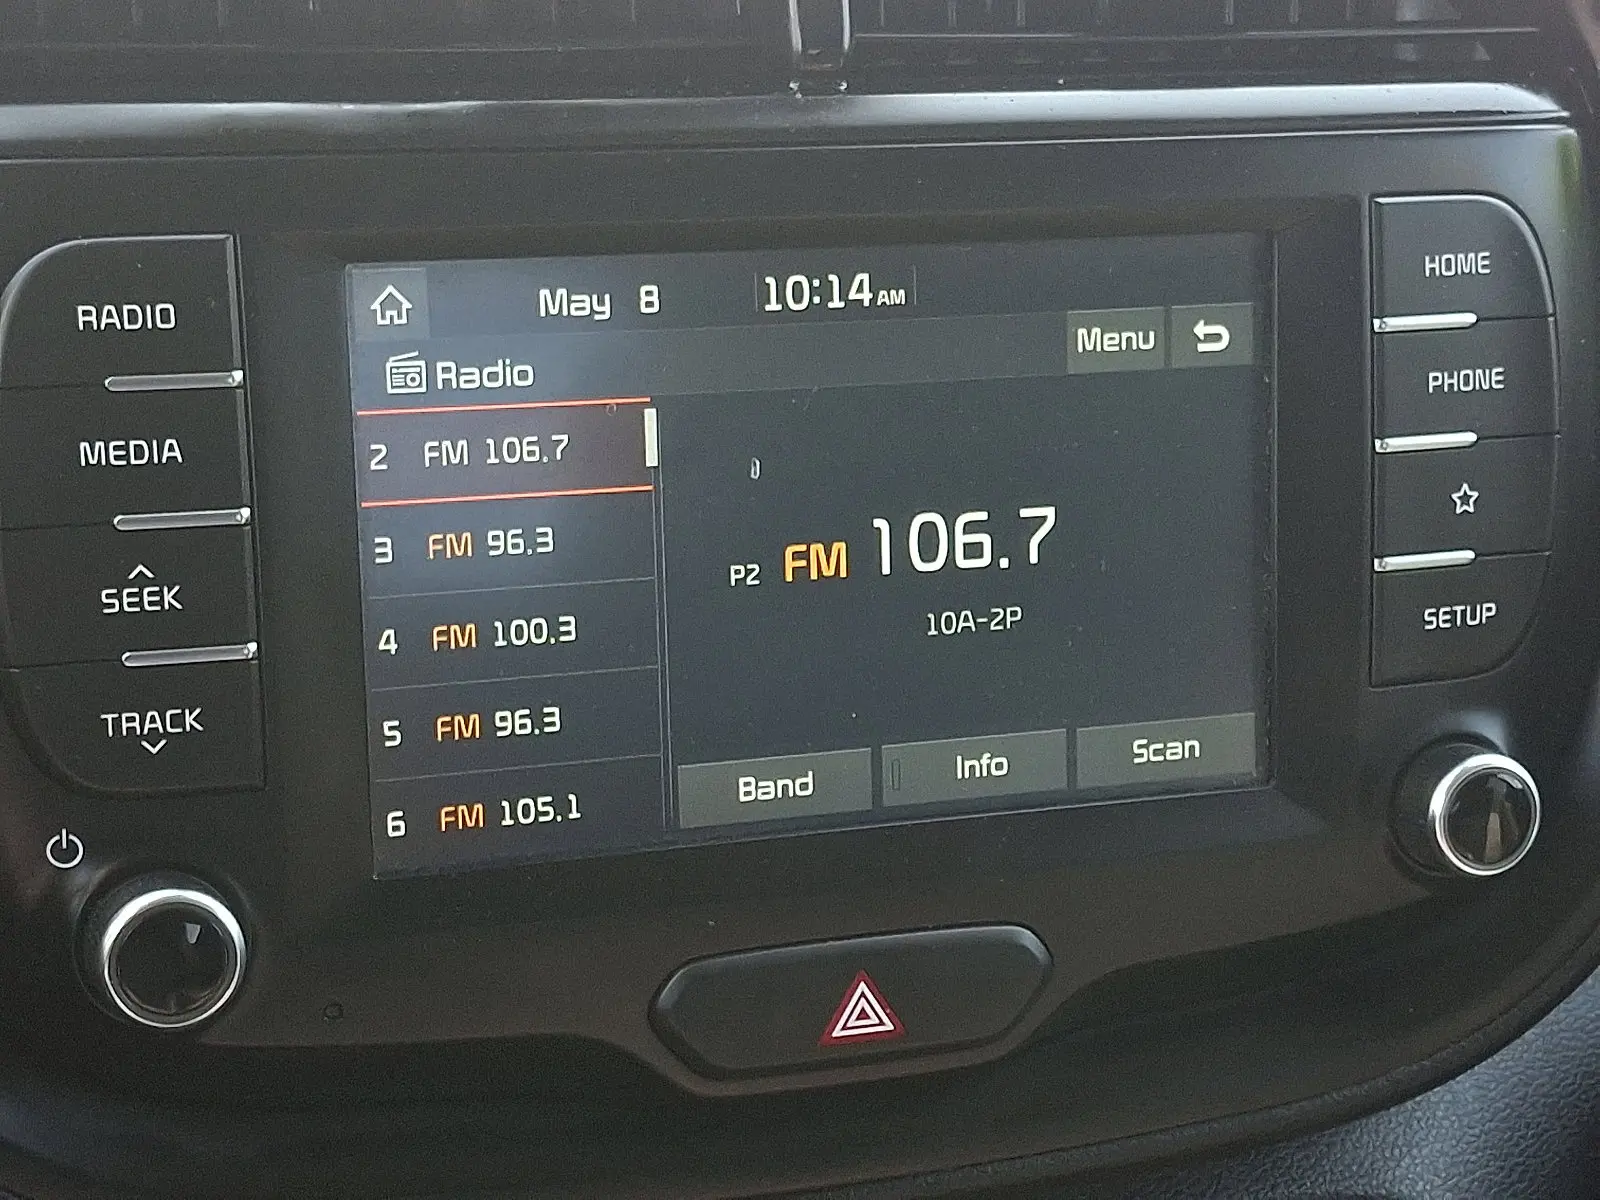 RADIO
MEDIA
SEEK
TRACK
May 8 10:14 AM
Menu
Radio
2 FM 106.7
3 FM 96.3
4 FM 100.3
5 FM 96.3
6 FM 105.1
P2 FM 106.7
10A-2P
Band Info Scan
HOME
PHONE
SETUP